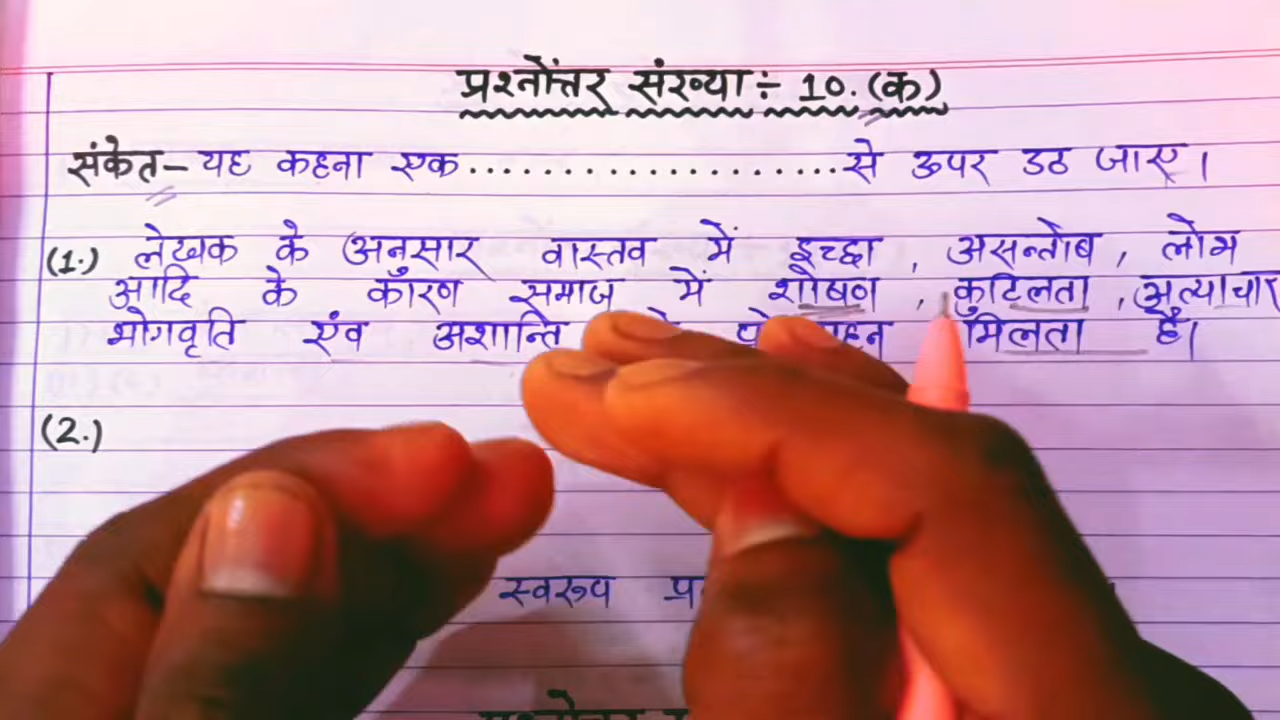 प्रश्नोंत्तर संख्या ÷ 10. (क)
संकेत – यह कहना एक.....................से ऊपर उठ जाए।
(1.) लेखक के अनुसार वास्तव में इच्छा , असन्तोष , लोभ
आदि के कारण समाज में शोषण , कुटिलता , अत्याचार
भोगवृति एंव अशान्ति मिलता है।
(2.)
स्वरूप